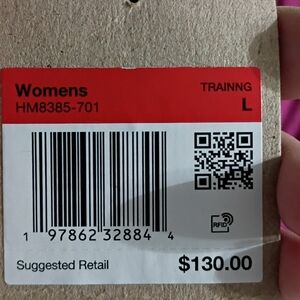 Womens
TRAINNG
HM8385-701
L
RFID
1 97862 32884 4
Suggested Retail
$130.00